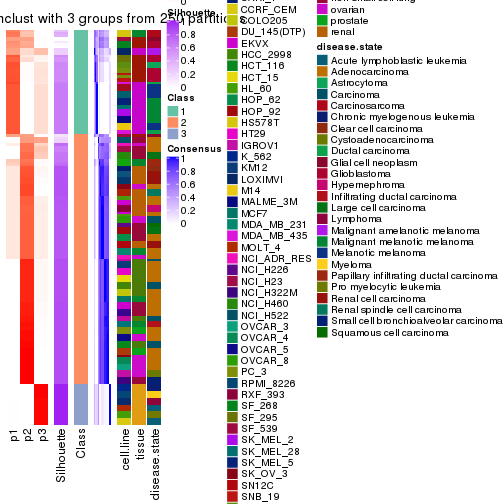 nclust with 3 groups from 250 partitions
Silhouette
1
0.8
0.6
0.4
0.2
0
Class
1
2
3
Consensus
1
0.8
0.6
0.4
0.2
0
p1
p2
p3
Silhouette
Class
cell.line
tissue
disease.state
CCRF_CEM
COLO205
DU_145(DTP)
EKVX
HCC_2998
HCT_116
HCT_15
HL_60
HOP_62
HOP_92
HS578T
HT29
IGROV1
K_562
KM12
LOXIMVI
M14
MALME_3M
MCF7
MDA_MB_231
MDA_MB_435
MOLT_4
NCI_ADR_RES
NCI_H226
NCI_H23
NCI_H322M
NCI_H460
NCI_H522
OVCAR_3
OVCAR_4
OVCAR_5
OVCAR_8
PC_3
RPMI_8226
RXF_393
SF_268
SF_295
SF_539
SK_MEL_2
SK_MEL_28
SK_MEL_5
SK_OV_3
SN12C
SNB_19
ovarian
prostate
renal
disease.state
Acute lymphoblastic leukemia
Adenocarcinoma
Astrocytoma
Carcinoma
Carcinosarcoma
Chronic myelogenous leukemia
Clear cell carcinoma
Cystoadenocarcinoma
Ductal carcinoma
Glial cell neoplasm
Glioblastoma
Hypernephroma
Infiltrating ductal carcinoma
Large cell carcinoma
Lymphoma
Malignant amelanotic melanoma
Malignant melanotic melanoma
Melanotic melanoma
Myeloma
Papillary infiltrating ductal carcinoma
Pro myelocytic leukemia
Renal cell carcinoma
Renal spindle cell carcinoma
Small cell bronchioalveolar carcinoma
Squamous cell carcinoma